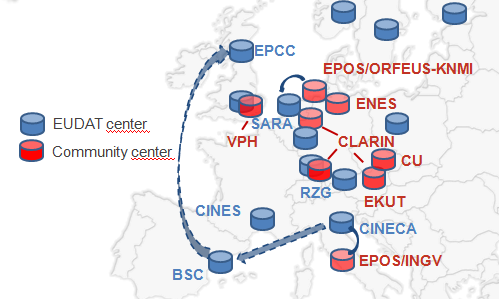 EPCC
EPOS/ORFEUS-KNMI
ENES
EUDAT center
SARA
Community center
VPH
CLARIN
CU
RZG
EKUT
CINES
CINECA
EPOS/INGV
BSC